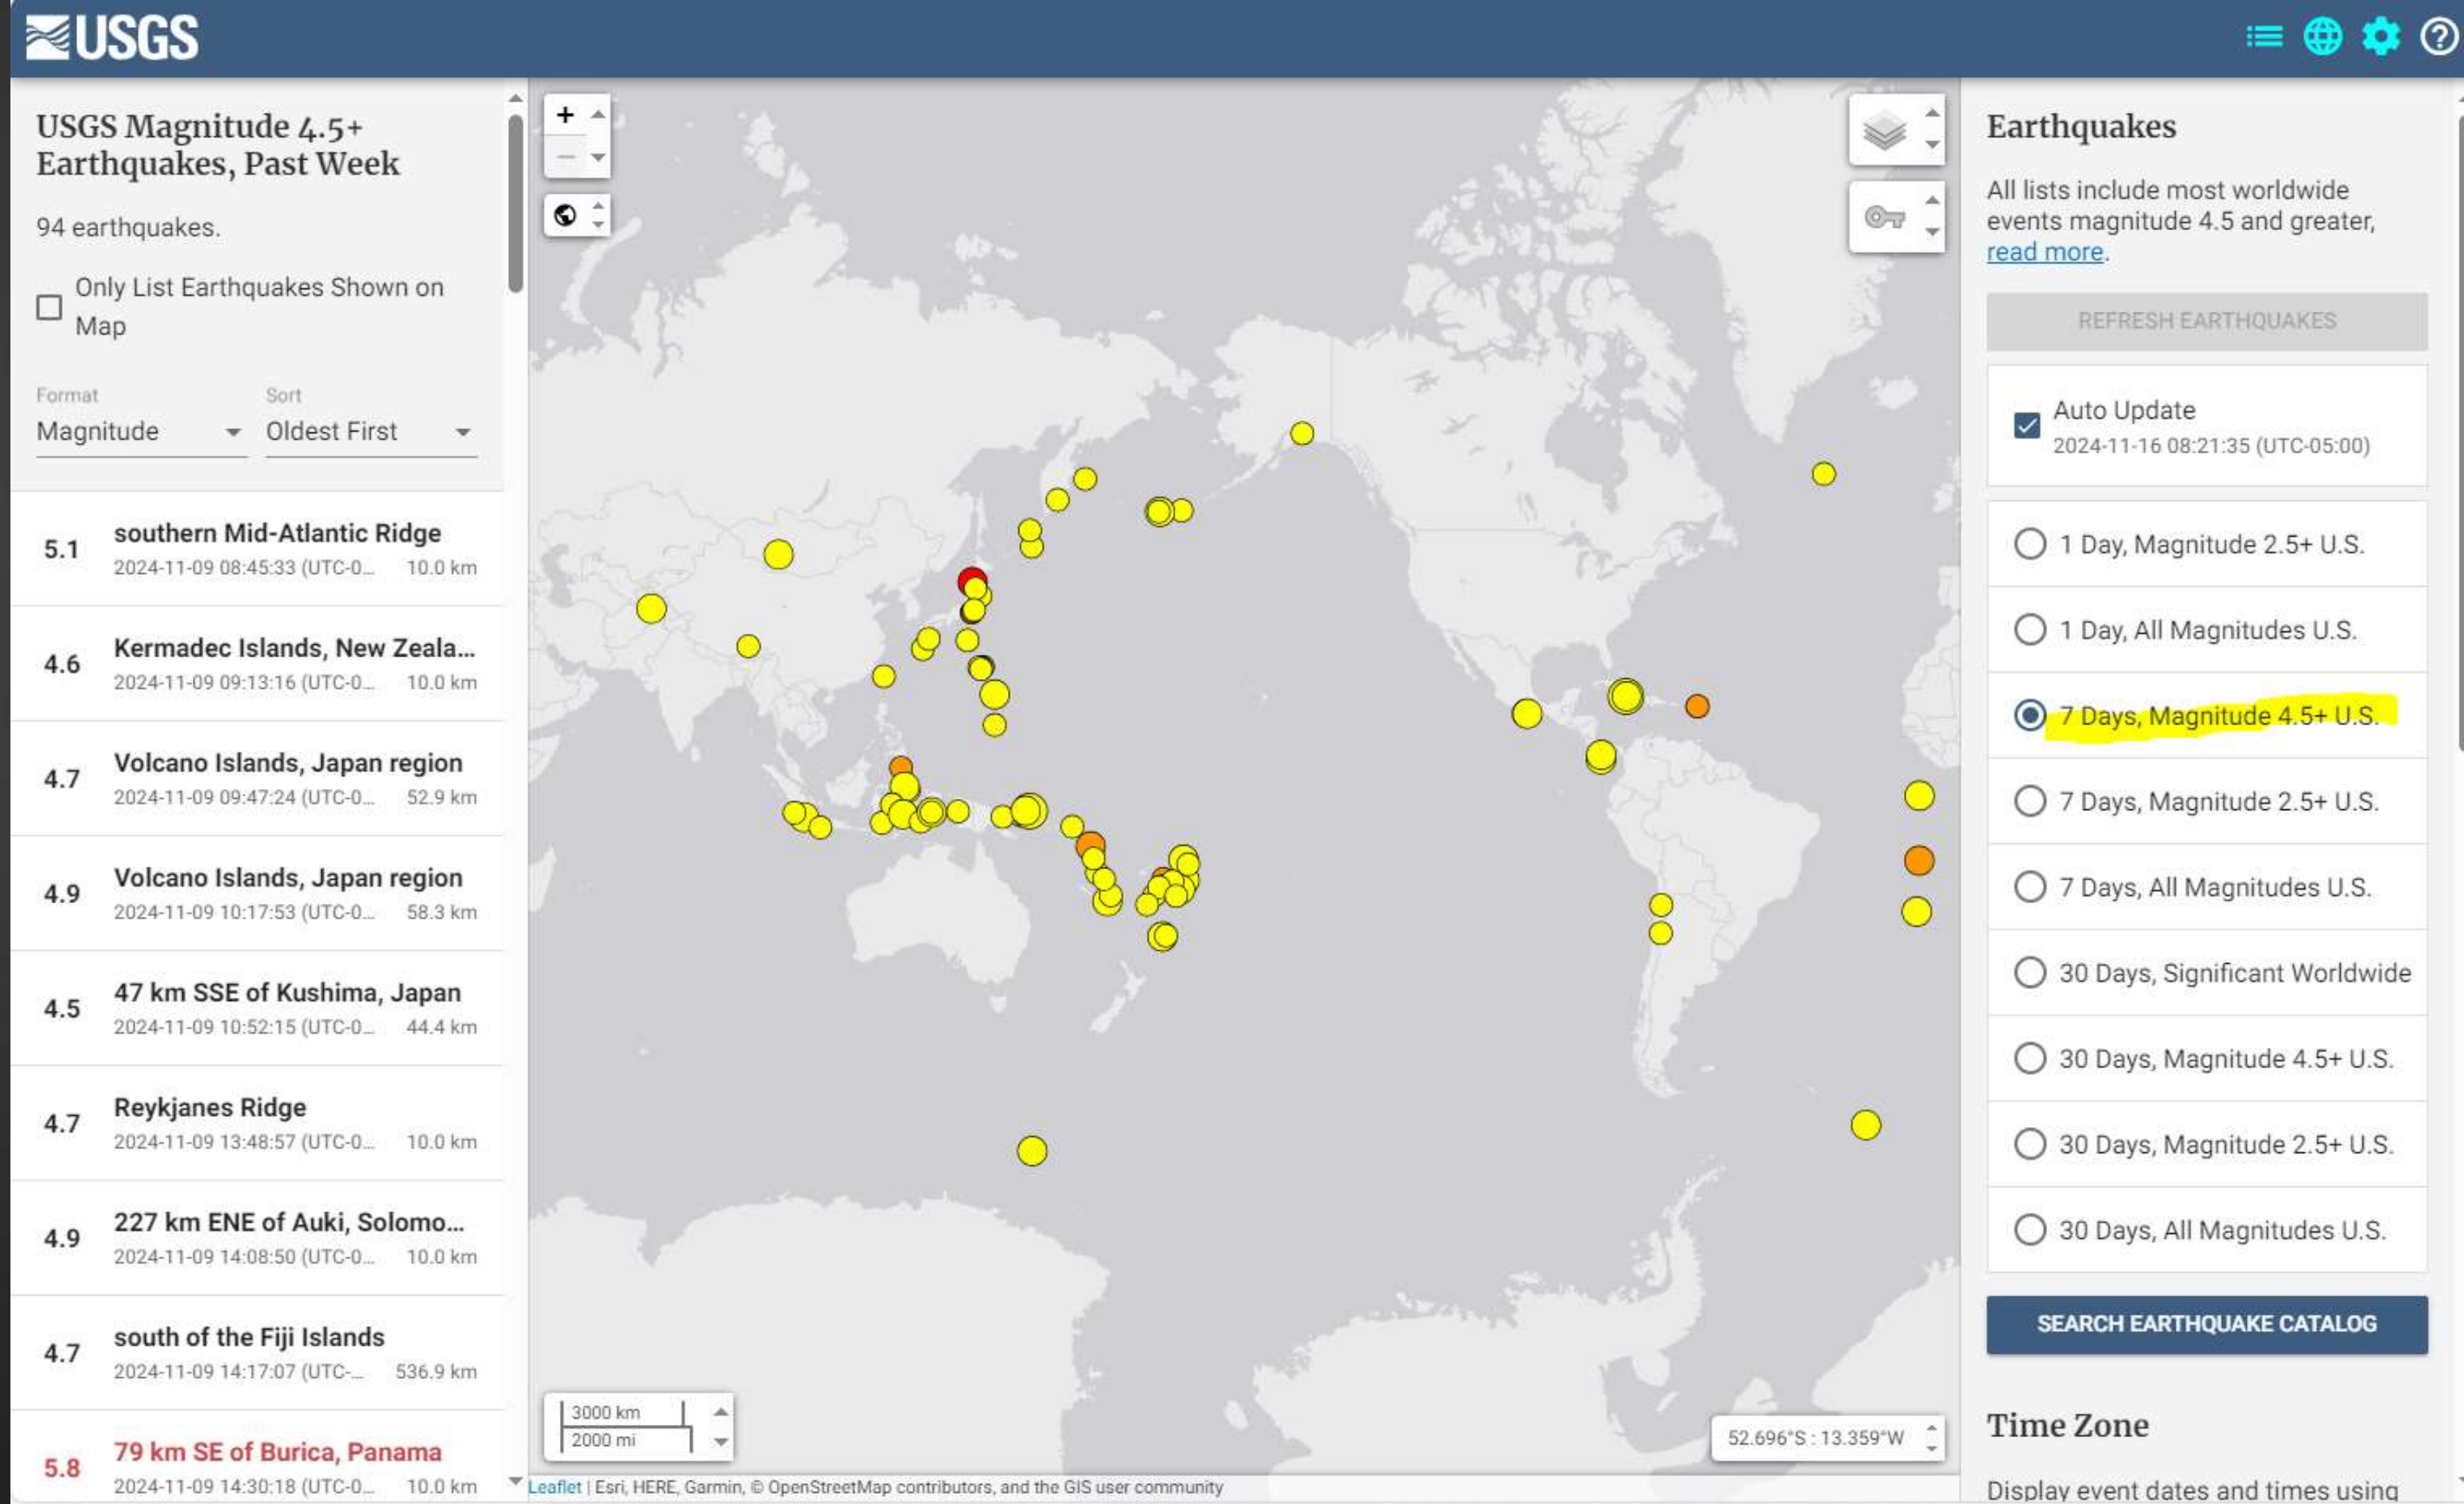 USGS
USGS Magnitude 4.5+
Earthquakes, Past Week
94 earthquakes.
Only List Earthquakes Shown on
Map
Format
Sort
Magnitude
Oldest First
5.1
southern Mid-Atlantic Ridge
2024-11-09 08:45:33 (UTC-0... 10.0 km
4.6
Kermadec Islands, New Zeala...
2024-11-09 09:13:16 (UTC-0... 10.0 km
4.7
Volcano Islands, Japan region
2024-11-09 09:47:24 (UTC-0... 52.9 km
4.9
Volcano Islands, Japan region
2024-11-09 10:17:53 (UTC-0... 58.3 km
4.5
47 km SSE of Kushima, Japan
2024-11-09 10:52:15 (UTC-0... 44.4 km
4.7
Reykjanes Ridge
2024-11-09 13:48:57 (UTC-0... 10.0 km
4.9
227 km ENE of Auki, Solomo...
2024-11-09 14:08:50 (UTC-0... 10.0 km
4.7
south of the Fiji Islands
2024-11-09 14:17:07 (UTC-... 536.9 km
5.8
79 km SE of Burica, Panama
2024-11-09 14:30:18 (UTC-0... 10.0 km
3000 km
2000 mi
52.696°S : 13.359°W
Leaflet | Esri, HERE, Garmin, © OpenStreetMap contributors, and the GIS user community
Earthquakes
All lists include most worldwide
events magnitude 4.5 and greater,
read more.
REFRESH EARTHQUAKES
Auto Update
2024-11-16 08:21:35 (UTC-05:00)
1 Day, Magnitude 2.5+ U.S.
1 Day, All Magnitudes U.S.
7 Days, Magnitude 4.5+ U.S.
7 Days, Magnitude 2.5+ U.S.
7 Days, All Magnitudes U.S.
30 Days, Significant Worldwide
30 Days, Magnitude 4.5+ U.S.
30 Days, Magnitude 2.5+ U.S.
30 Days, All Magnitudes U.S.
SEARCH EARTHQUAKE CATALOG
Time Zone
Display event dates and times using